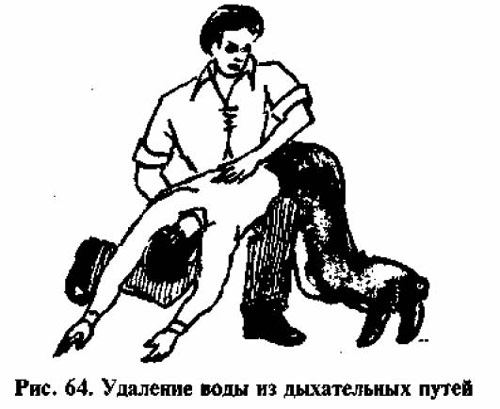 Рис. 64. Удаление воды из дыхательных путей